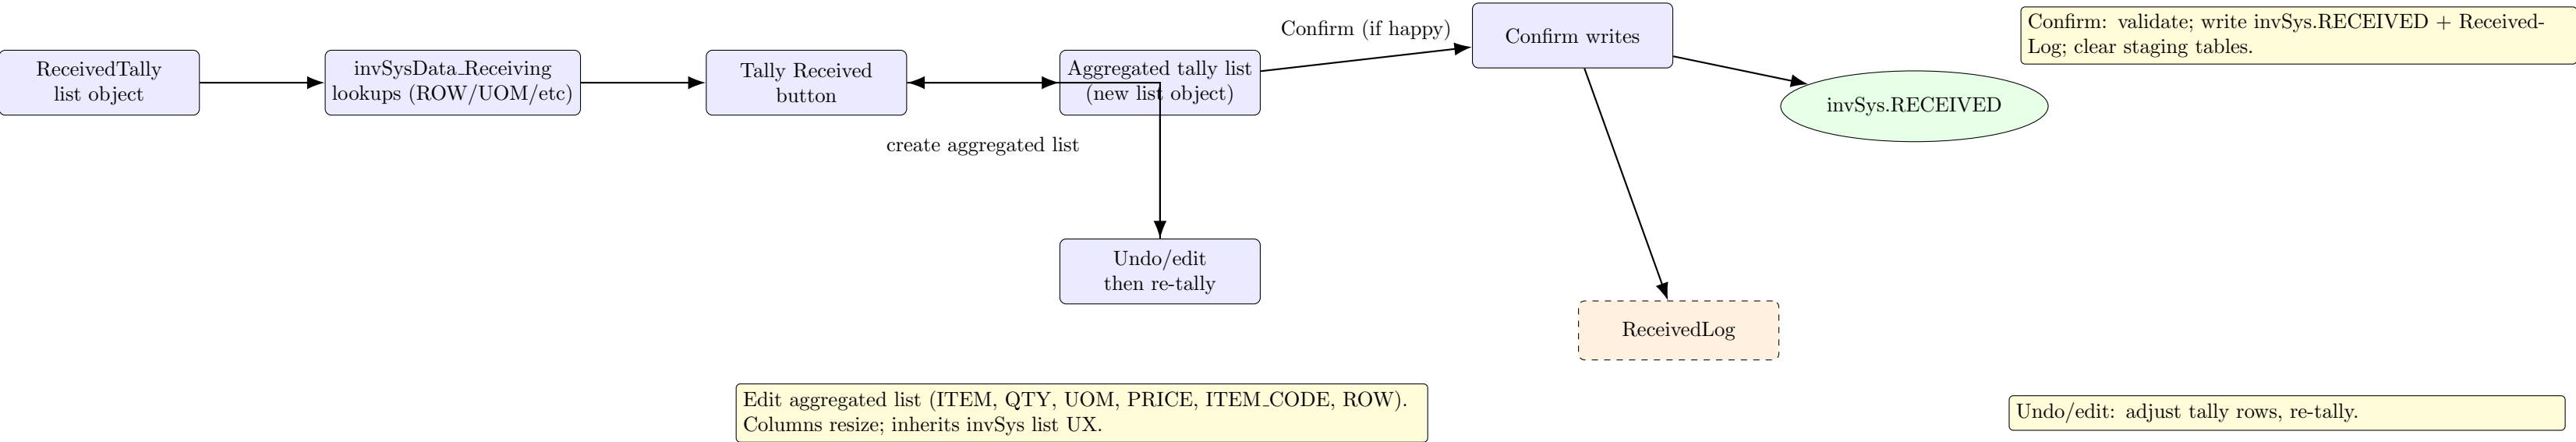 ReceivedTally
list object
invSysData_Receiving
lookups (ROW/UOM/etc)
Tally Received
button
create aggregated list
Aggregated tally list
(new list object)
Confirm (if happy)
Confirm writes
invSys.RECEIVED
Confirm: validate; write invSys.RECEIVED + Received-
Log; clear staging tables.
Undo/edit
then re-tally
ReceivedLog
Edit aggregated list (ITEM, QTY, UOM, PRICE, ITEM_CODE, ROW).
Columns resize; inherits invSys list UX.
Undo/edit: adjust tally rows, re-tally.